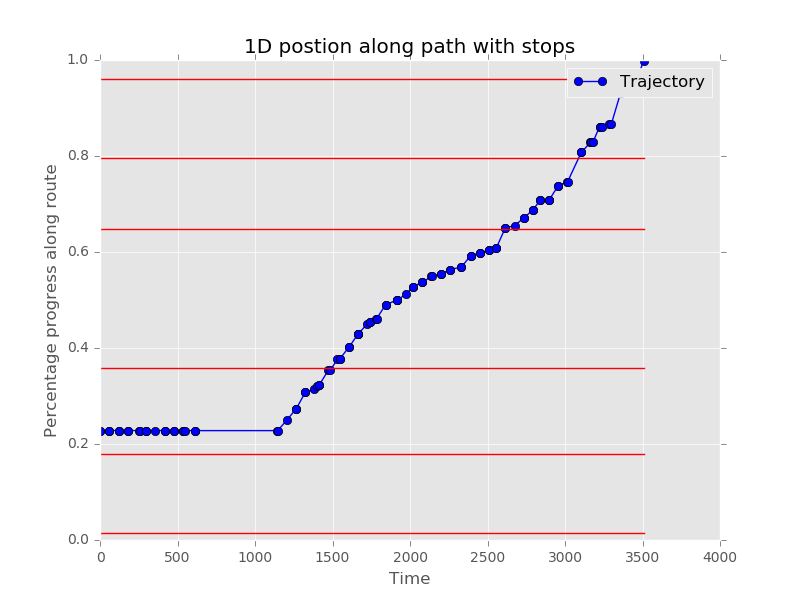 1D postion along path with stops
1.0
0.8
0.6
0.4
0.2
0.0
Percentage progress along route
Trajectory
0 500 1000 1500 2000 2500 3000 3500 4000
Time